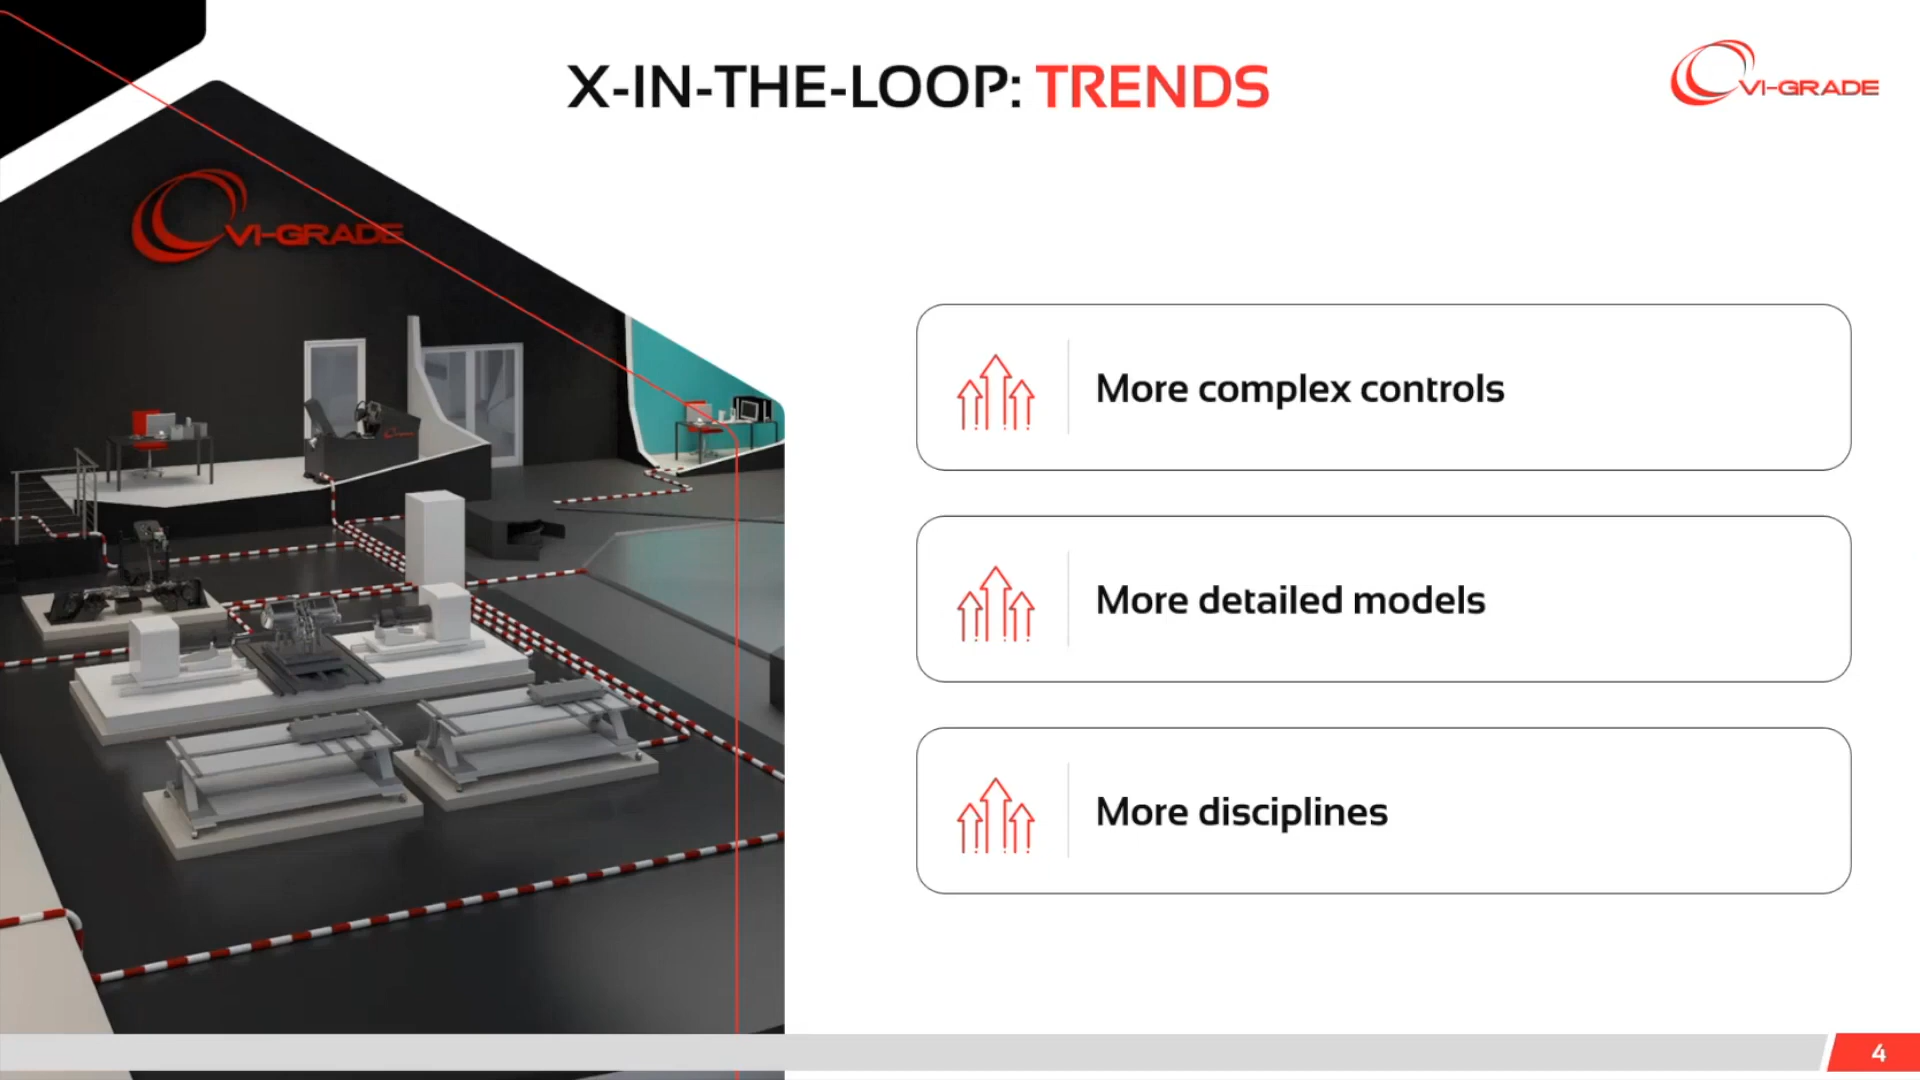 X-IN-THE-LOOP: TRENDS
VI-GRADE
VI-GRADE
More complex controls
More detailed models
More disciplines
4